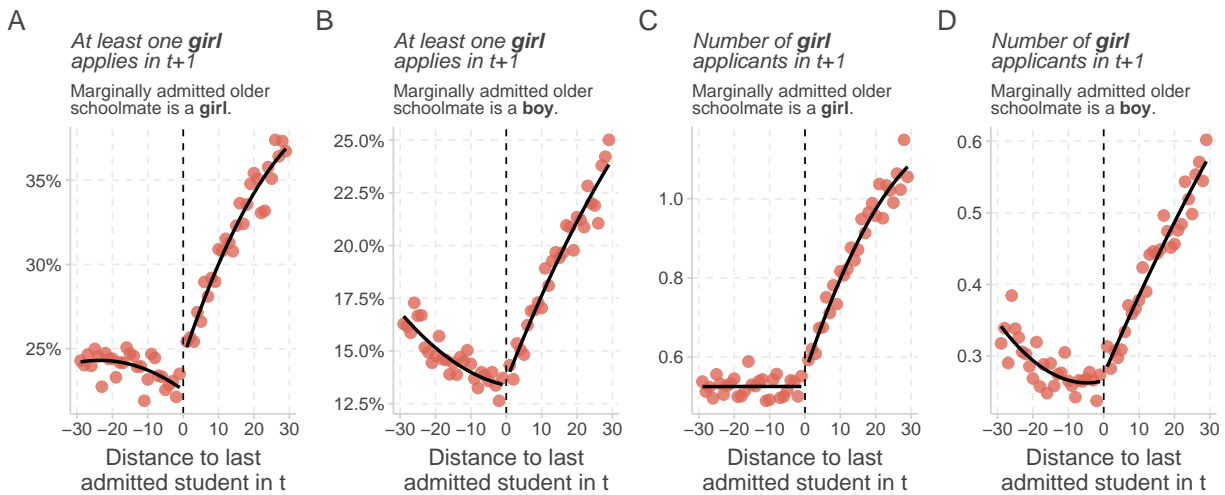 A
At least one girl
applies in t+1
Marginally admitted older
schoolmate is a girl.
35%
30%
25%
−30 −20 −10 0 10 20 30
Distance to last
admitted student in t
B
At least one girl
applies in t+1
Marginally admitted older
schoolmate is a boy.
25.0%
22.5%
20.0%
17.5%
15.0%
12.5%
−30 −20 −10 0 10 20 30
Distance to last
admitted student in t
C
Number of girl
applicants in t+1
Marginally admitted older
schoolmate is a girl.
1.0
0.8
0.6
−30 −20 −10 0 10 20 30
Distance to last
admitted student in t
D
Number of girl
applicants in t+1
Marginally admitted older
schoolmate is a boy.
0.6
0.5
0.4
0.3
−30 −20 −10 0 10 20 30
Distance to last
admitted student in t